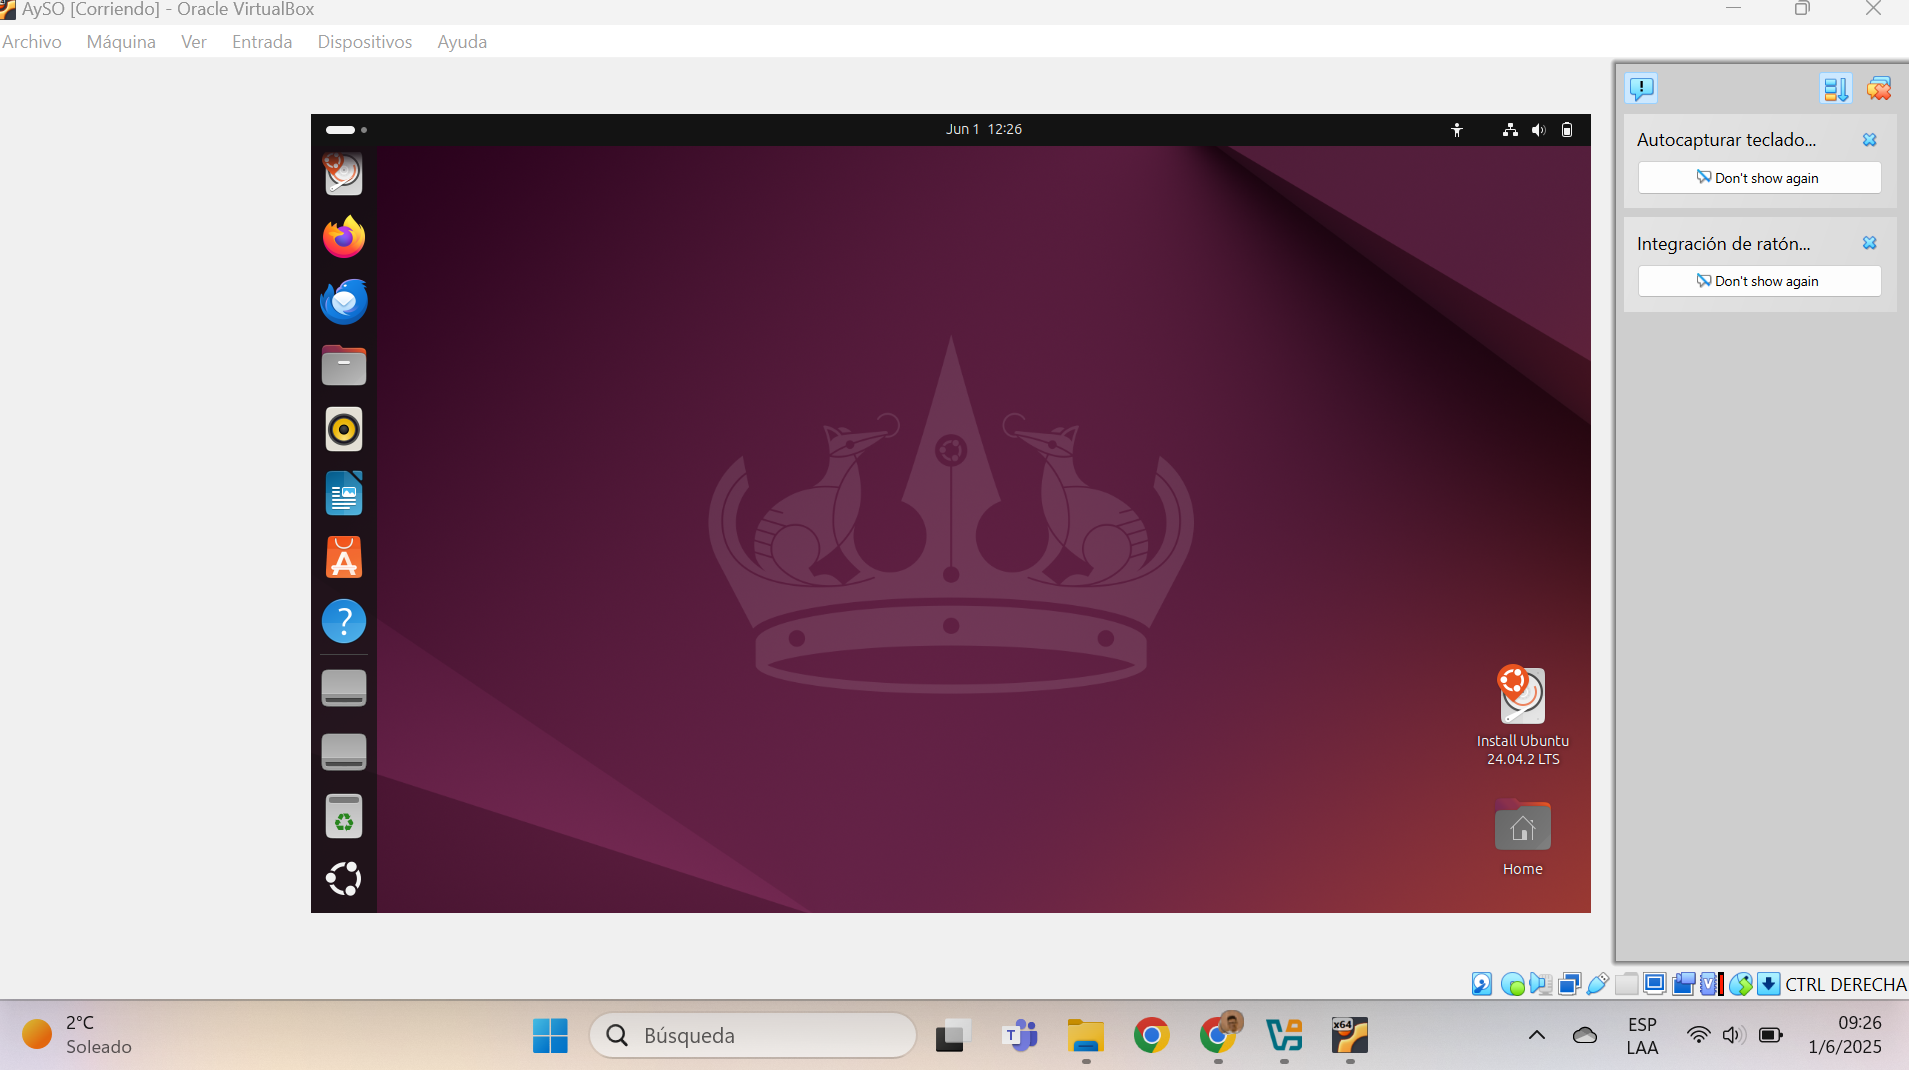 AySO [Corriendo] - Oracle VirtualBox
Archivo Máquina Ver Entrada Dispositivos Ayuda
Jun 1 12:26
Autocapturar teclado...
Don't show again
Integración de ratón...
Don't show again
Install Ubuntu
24.04.2 LTS
Home
CTRL DERECHA
2°C
Soleado
Búsqueda
x64
ESP
LAA
09:26
1/6/2025